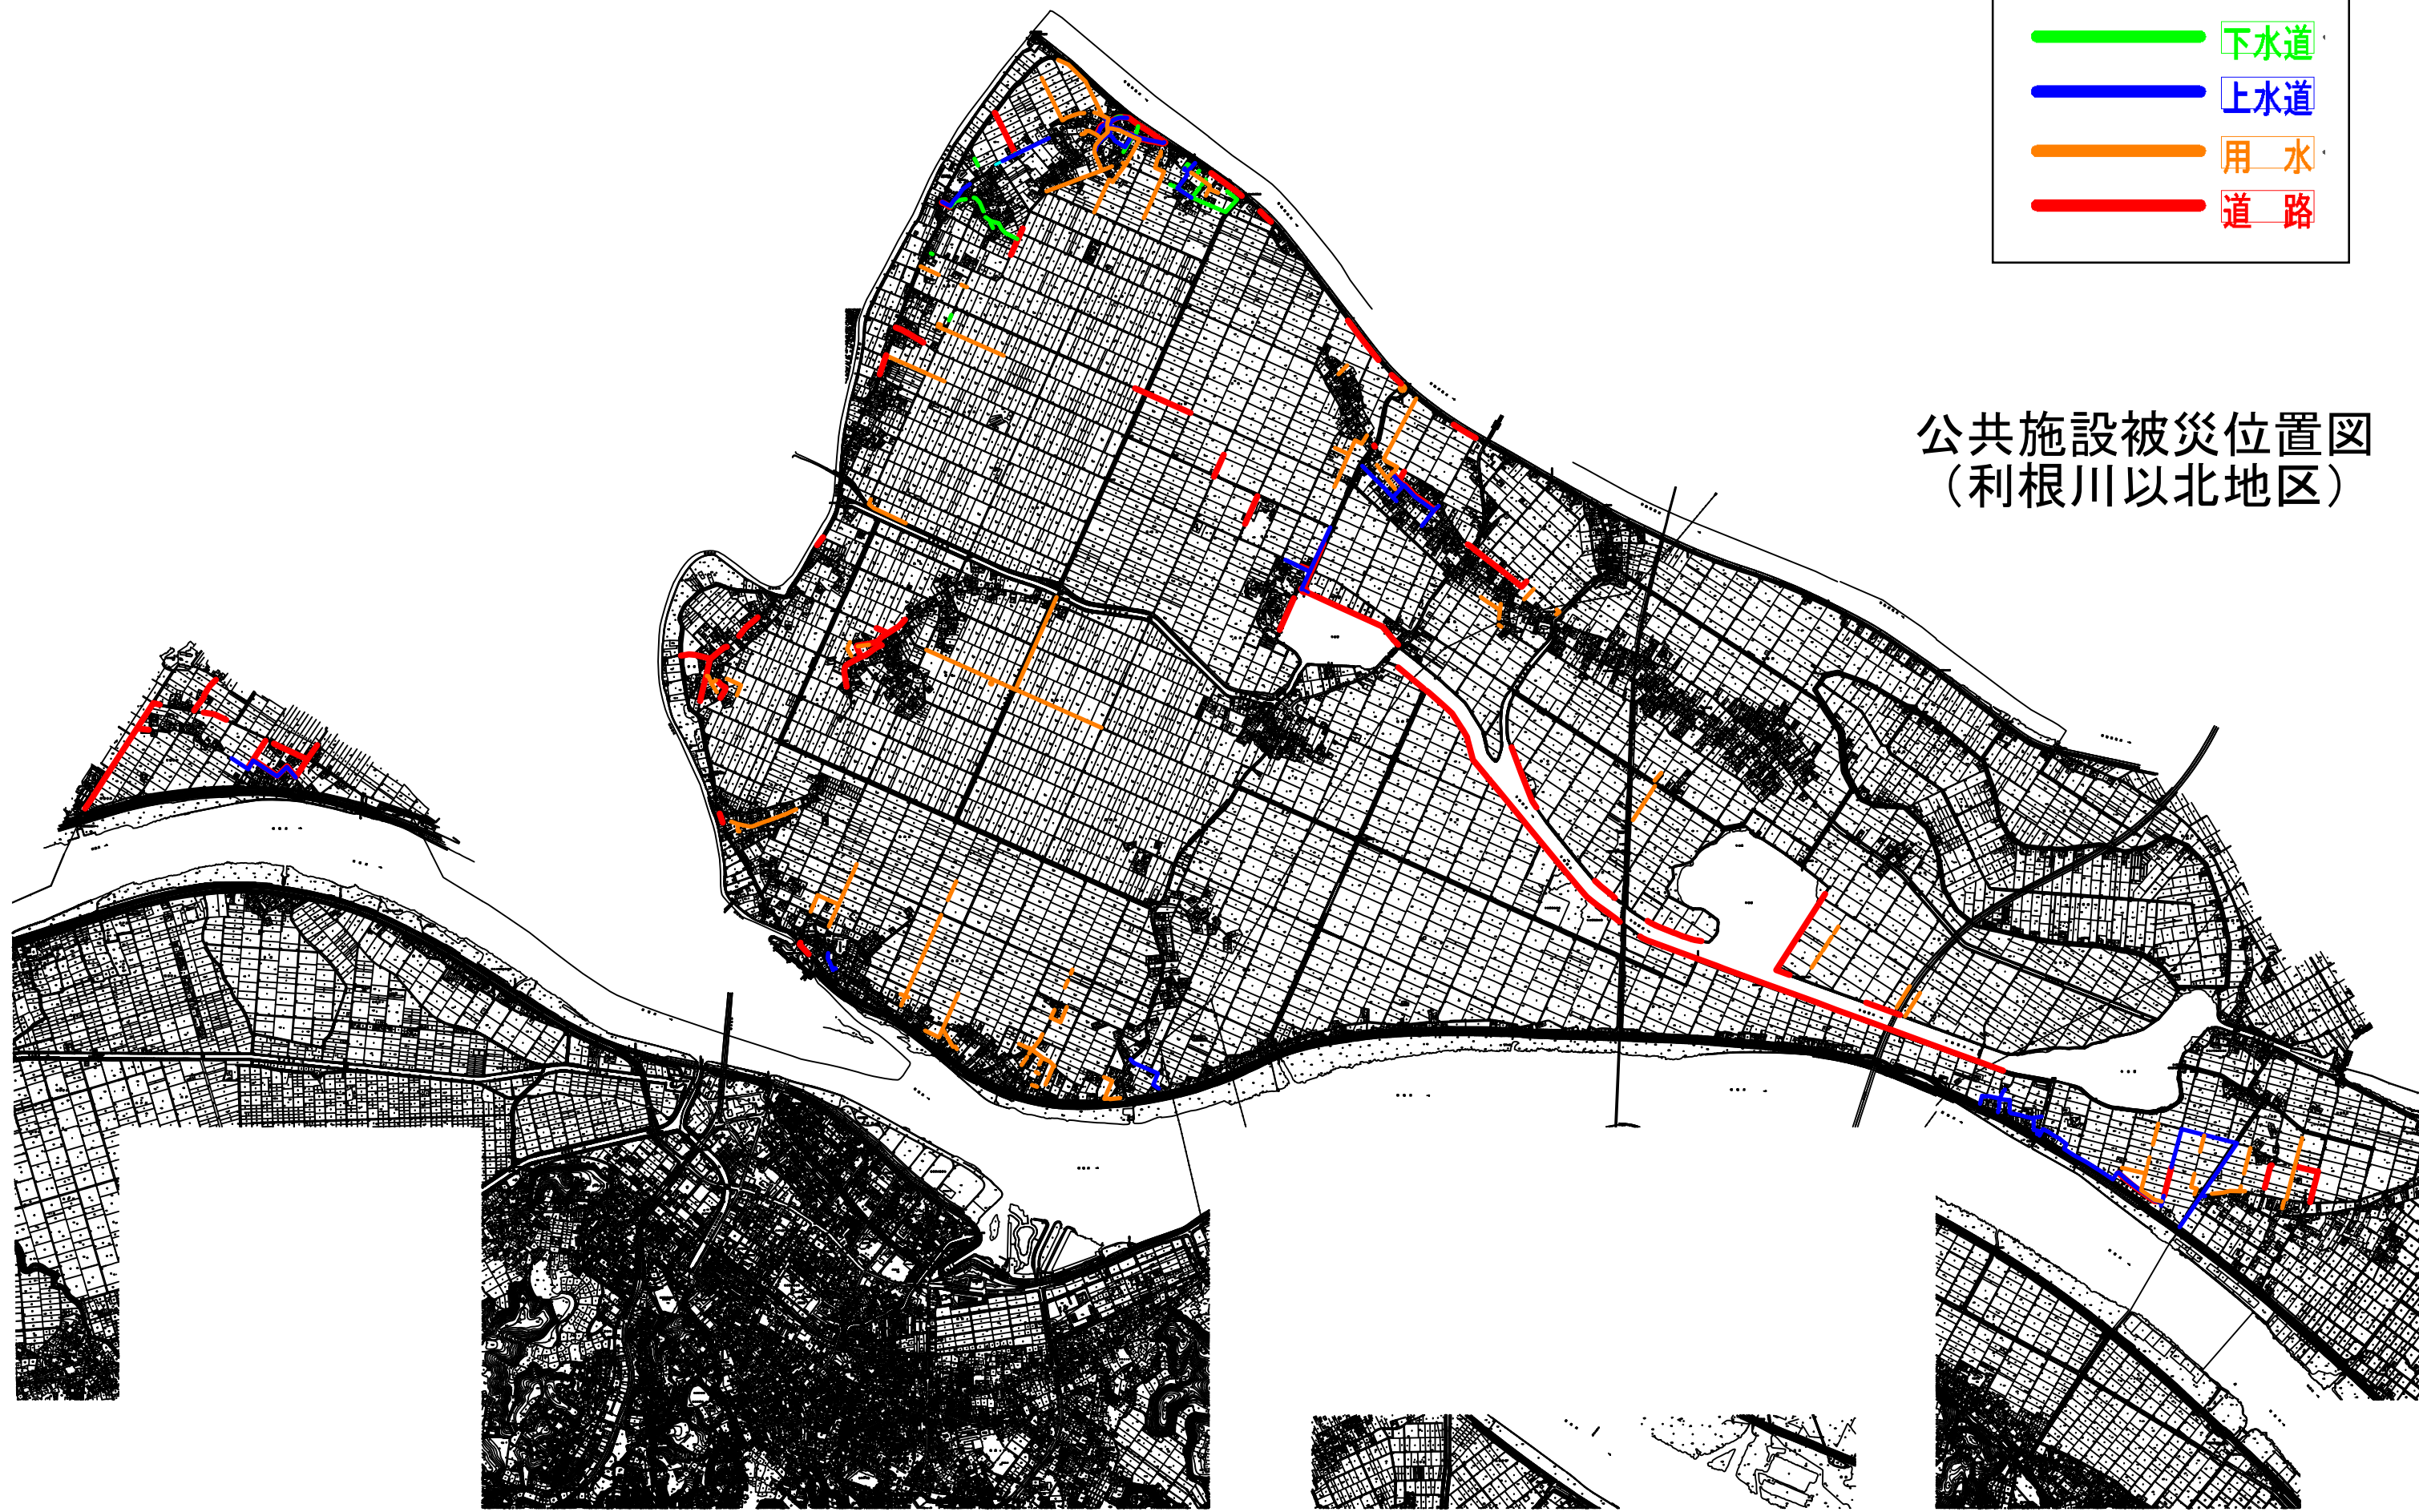 下水道
上水道
用　水
道　路
公共施設被災位置図
（利根川以北地区）